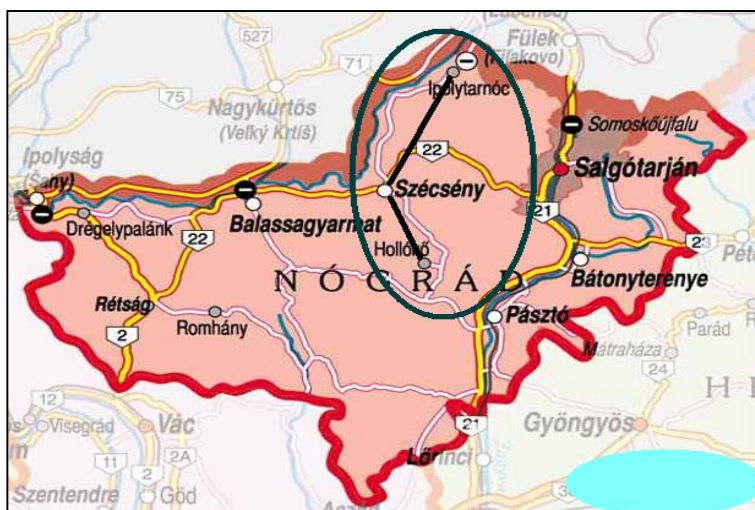 527
Fülek
(Fiľakovo)
71
Ipolytarnóc
75
Nagykürtös
(Veľký Krtíš)
Somoskőújfalu
Ipolyság
(Šahy)
22
Szécsény
Salgótarján
Drégelypalánk
Balassagyarmat
21
22
Hollókő
23
NÓGRÁD
Bátonyterenye
Rétság
Romhány
Pásztó
2
Parád
Mátraháza
24
12
Visegrád
Vác
21
Gyöngyös
2A
Lőrinci
11
2
Szentendre
Göd